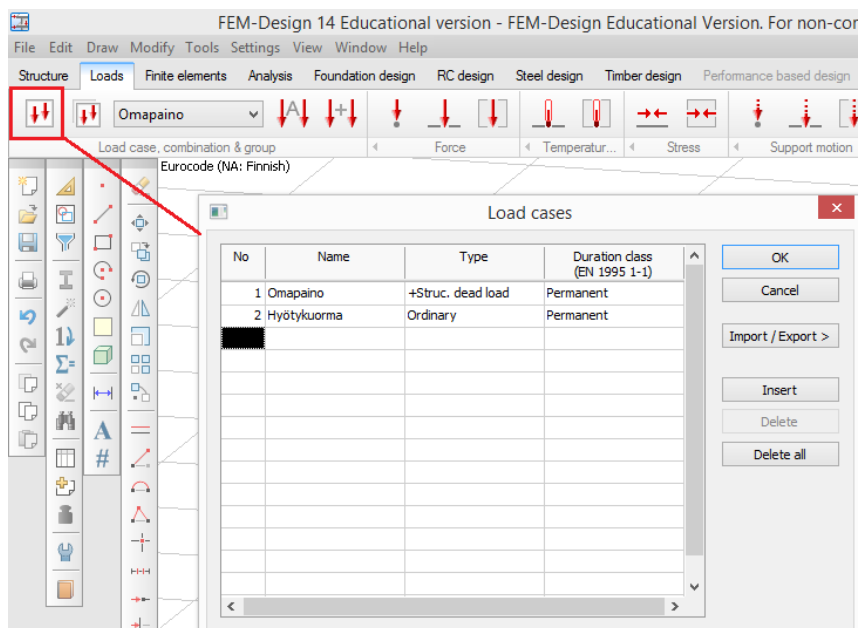 FEM-Design 14 Educational version - FEM-Design Educational Version. For non-cor
File Edit Draw Modify Tools Settings View Window Help
Structure Loads Finite elements Analysis Foundation design RC design Steel design Timber design Performance based design
Omapaino
Load case, combination & group Force Temperatur... Stress Support motion
Eurocode (NA: Finnish)
Load cases
No Name Type Duration class
(EN 1995 1-1)
1 Omapaino +Struc. dead load Permanent
2 Hyötykuorma Ordinary Permanent
OK
Cancel
Import / Export >
Insert
Delete
Delete all